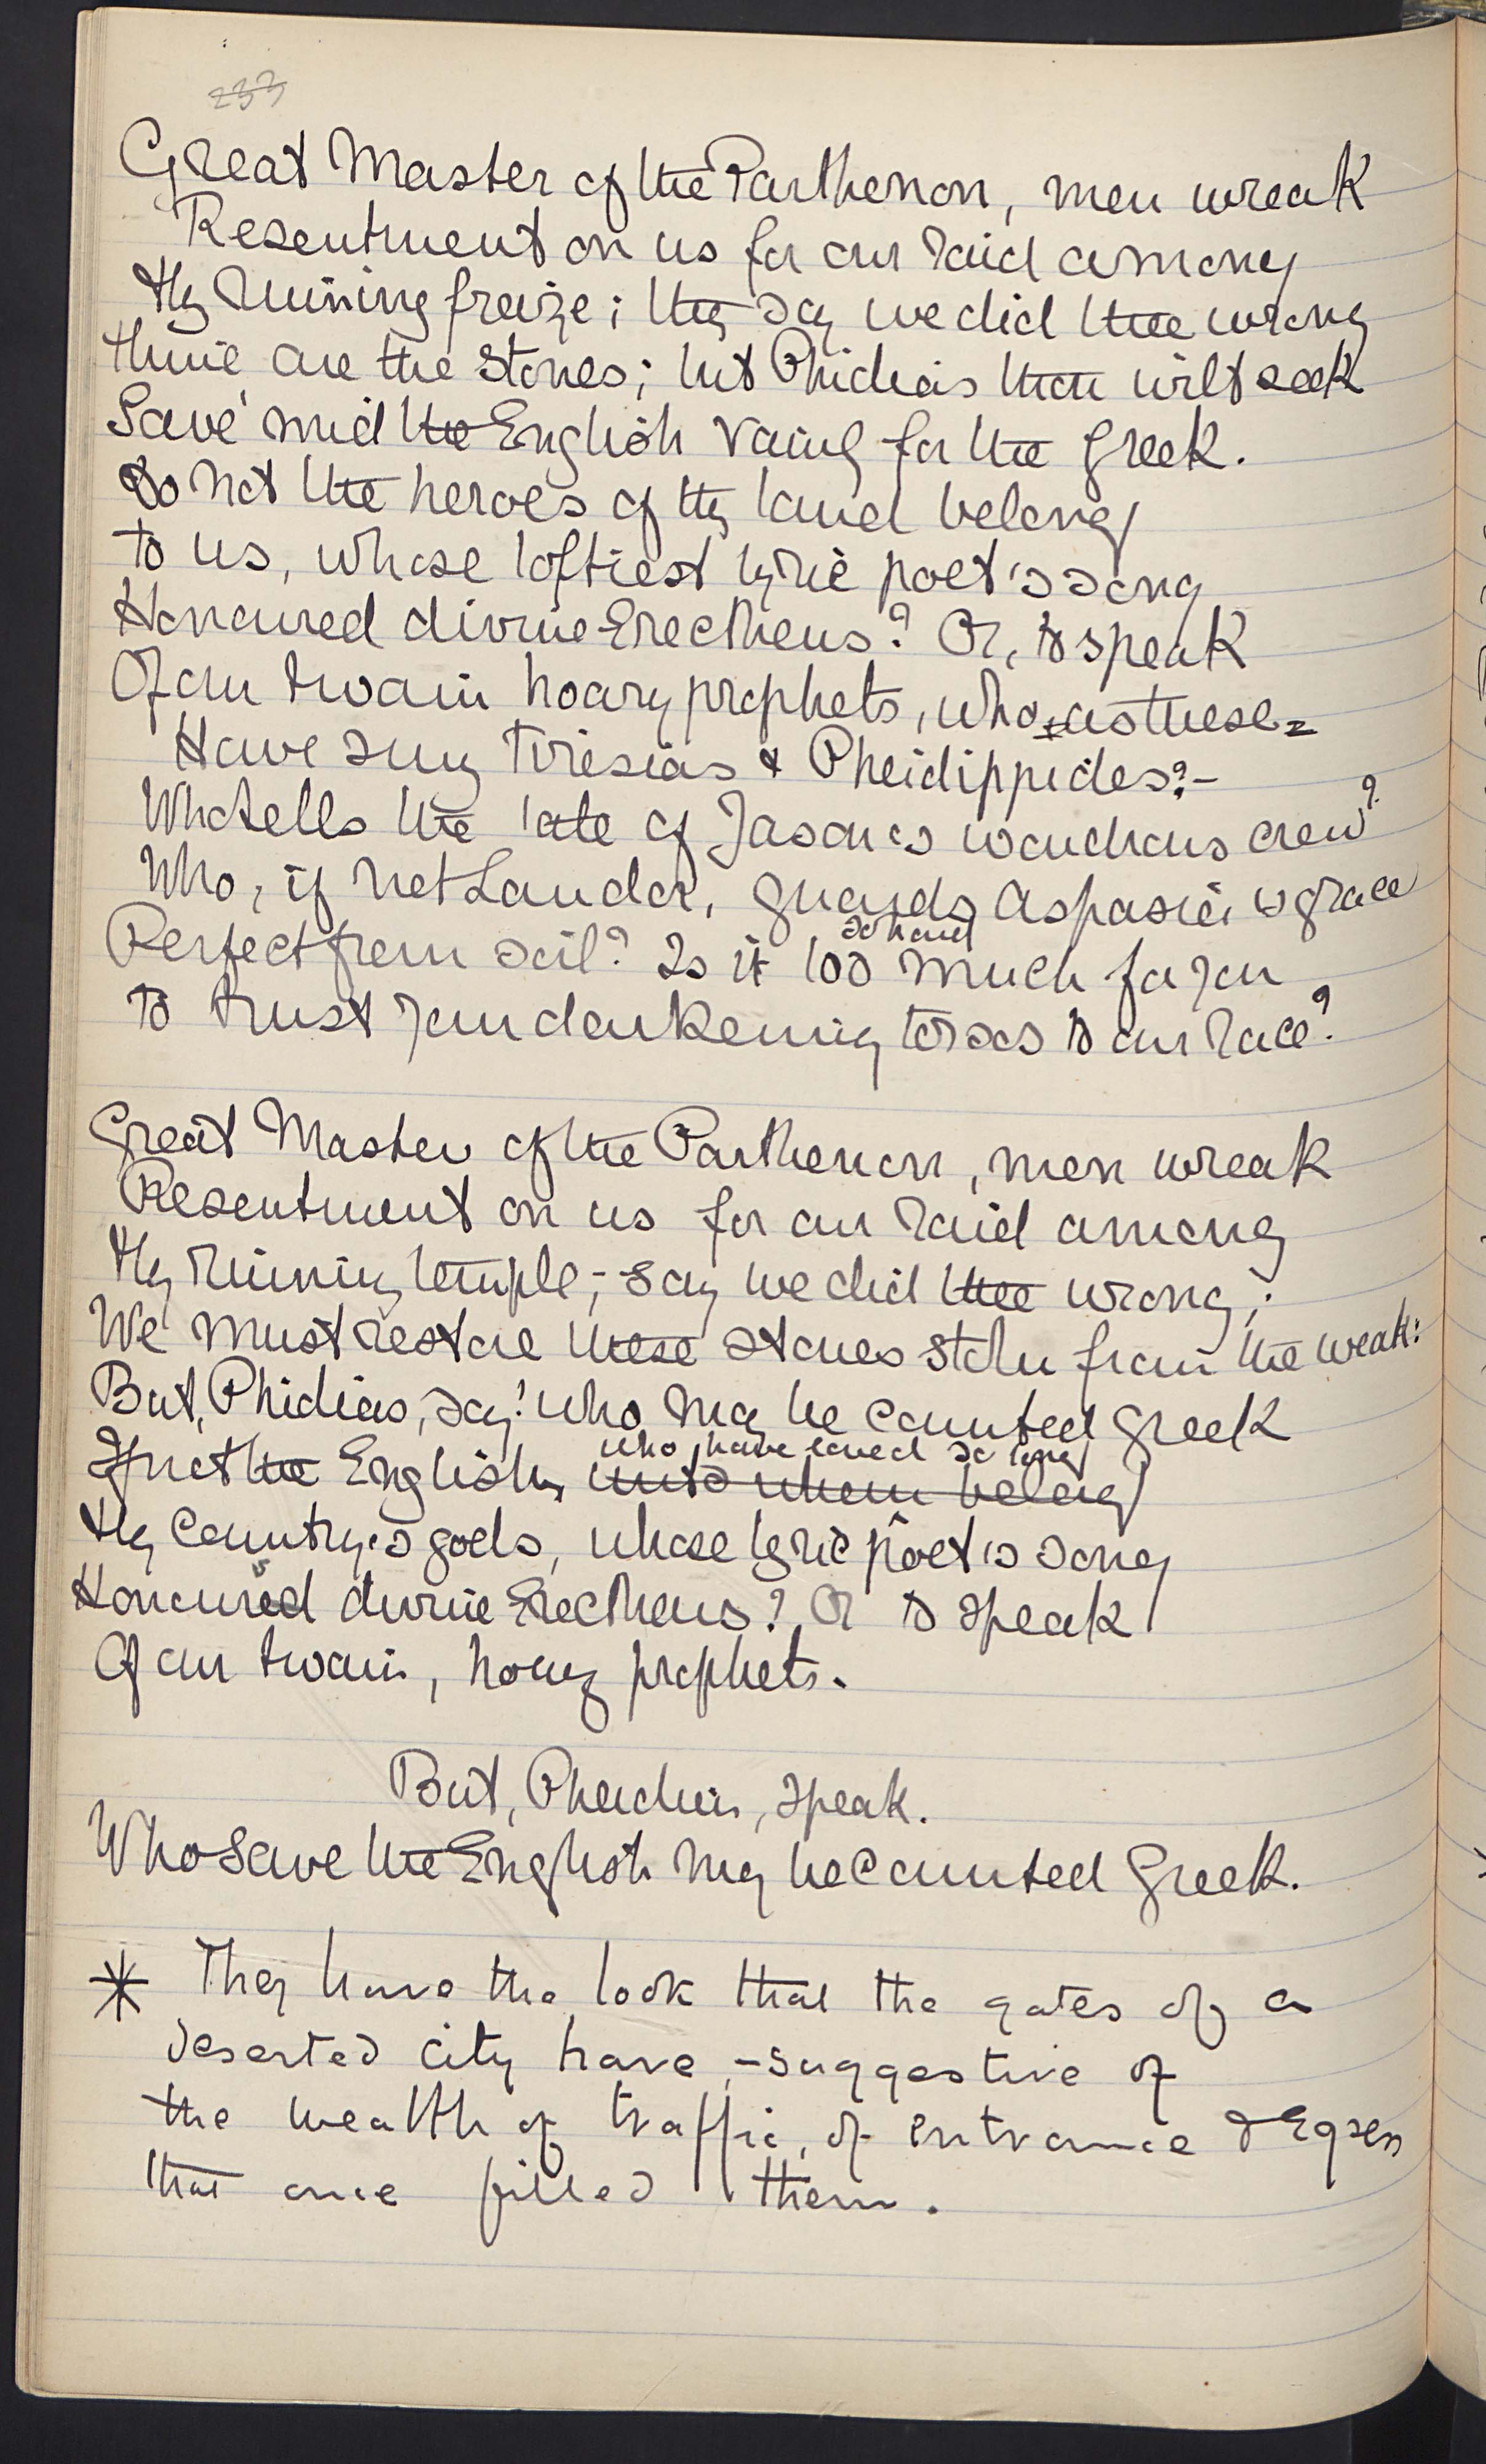 233
Great Master of the Parthenon, men wreak
Resentment on us for our raid among
thy ruining freize; they say we did thee wrong
thine are the stones; but Phidias thou wilt seek
Save 'mid the English vainly for the Greek.
Do not the heroes of thy land belong
to us, whose loftiest lyric poet's song
Honoured divine Erectheus? Or, to speak
Of our twain hoary prophets, who - as these -
Have sung Tiresias & Pheidippides? -
Who tells the tale of Jason's wondrous crew?
Who, if not Landor, guards Aspasia's grace
so hard
Perfect from soil? Is it too much for you
To trust your darkening torsos to our race?
Great Master of the Parthenon, men wreak
Resentment on us for our raid among
thy ruining temple, - say we did thee wrong;
We must restore these stones stolen from the weak:
But, Phidias, say! who may be counted Greek
who have loved so long
If not the English, unto whom belong
thy Country's gods, whose lyric poet's song
Honoured divine Erectheus? Or to speak
Of our twain, hoary prophets.
But, Pheidias, speak.
Who save the English may be counted Greek.
* They have the look that the gates of a
deserted city have, - suggestive of
the wealth of traffic, of entrance & Egress
that once filled them.